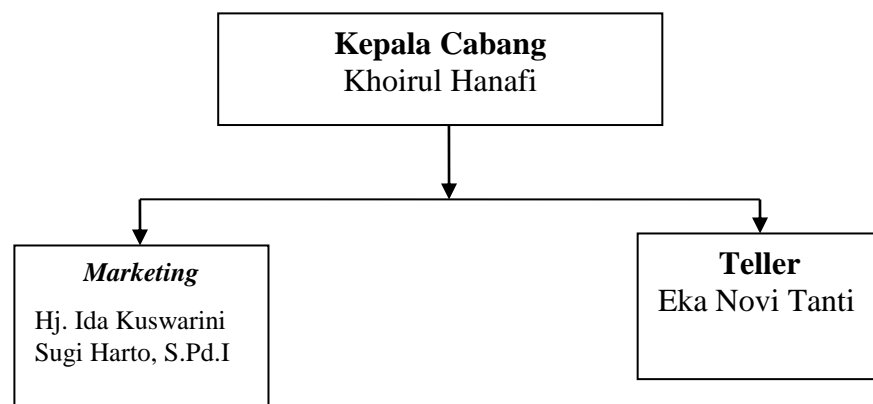 Kepala Cabang
Khoirul Hanafi
Marketing
Hj. Ida Kuswarini
Sugi Harto, S.Pd.I
Teller
Eka Novi Tanti